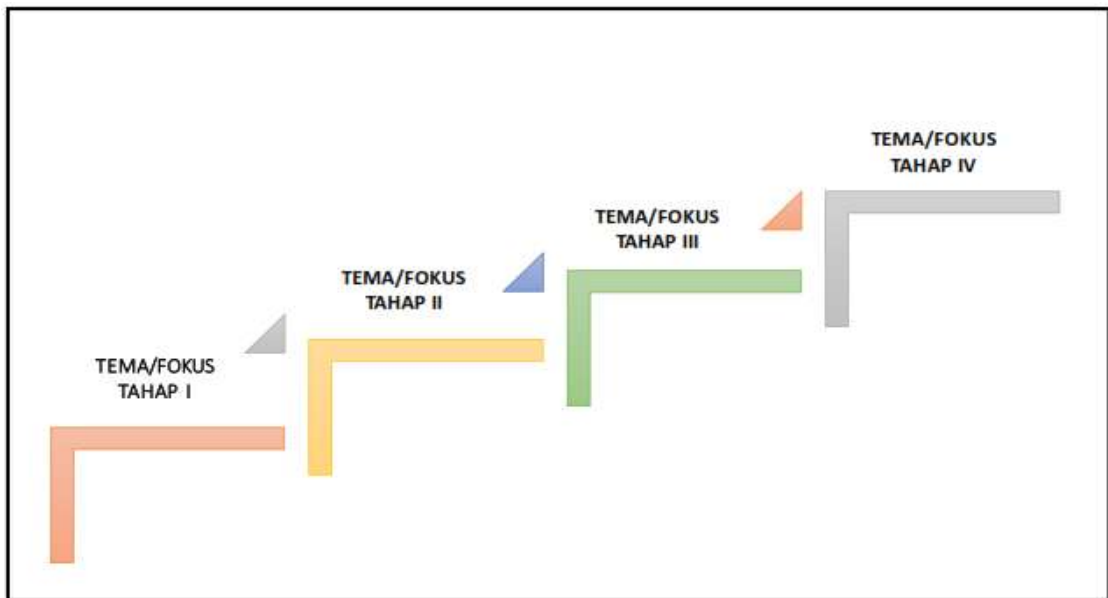 TEMA/FOKUS
TAHAP I
TEMA/FOKUS
TAHAP II
TEMA/FOKUS
TAHAP III
TEMA/FOKUS
TAHAP IV